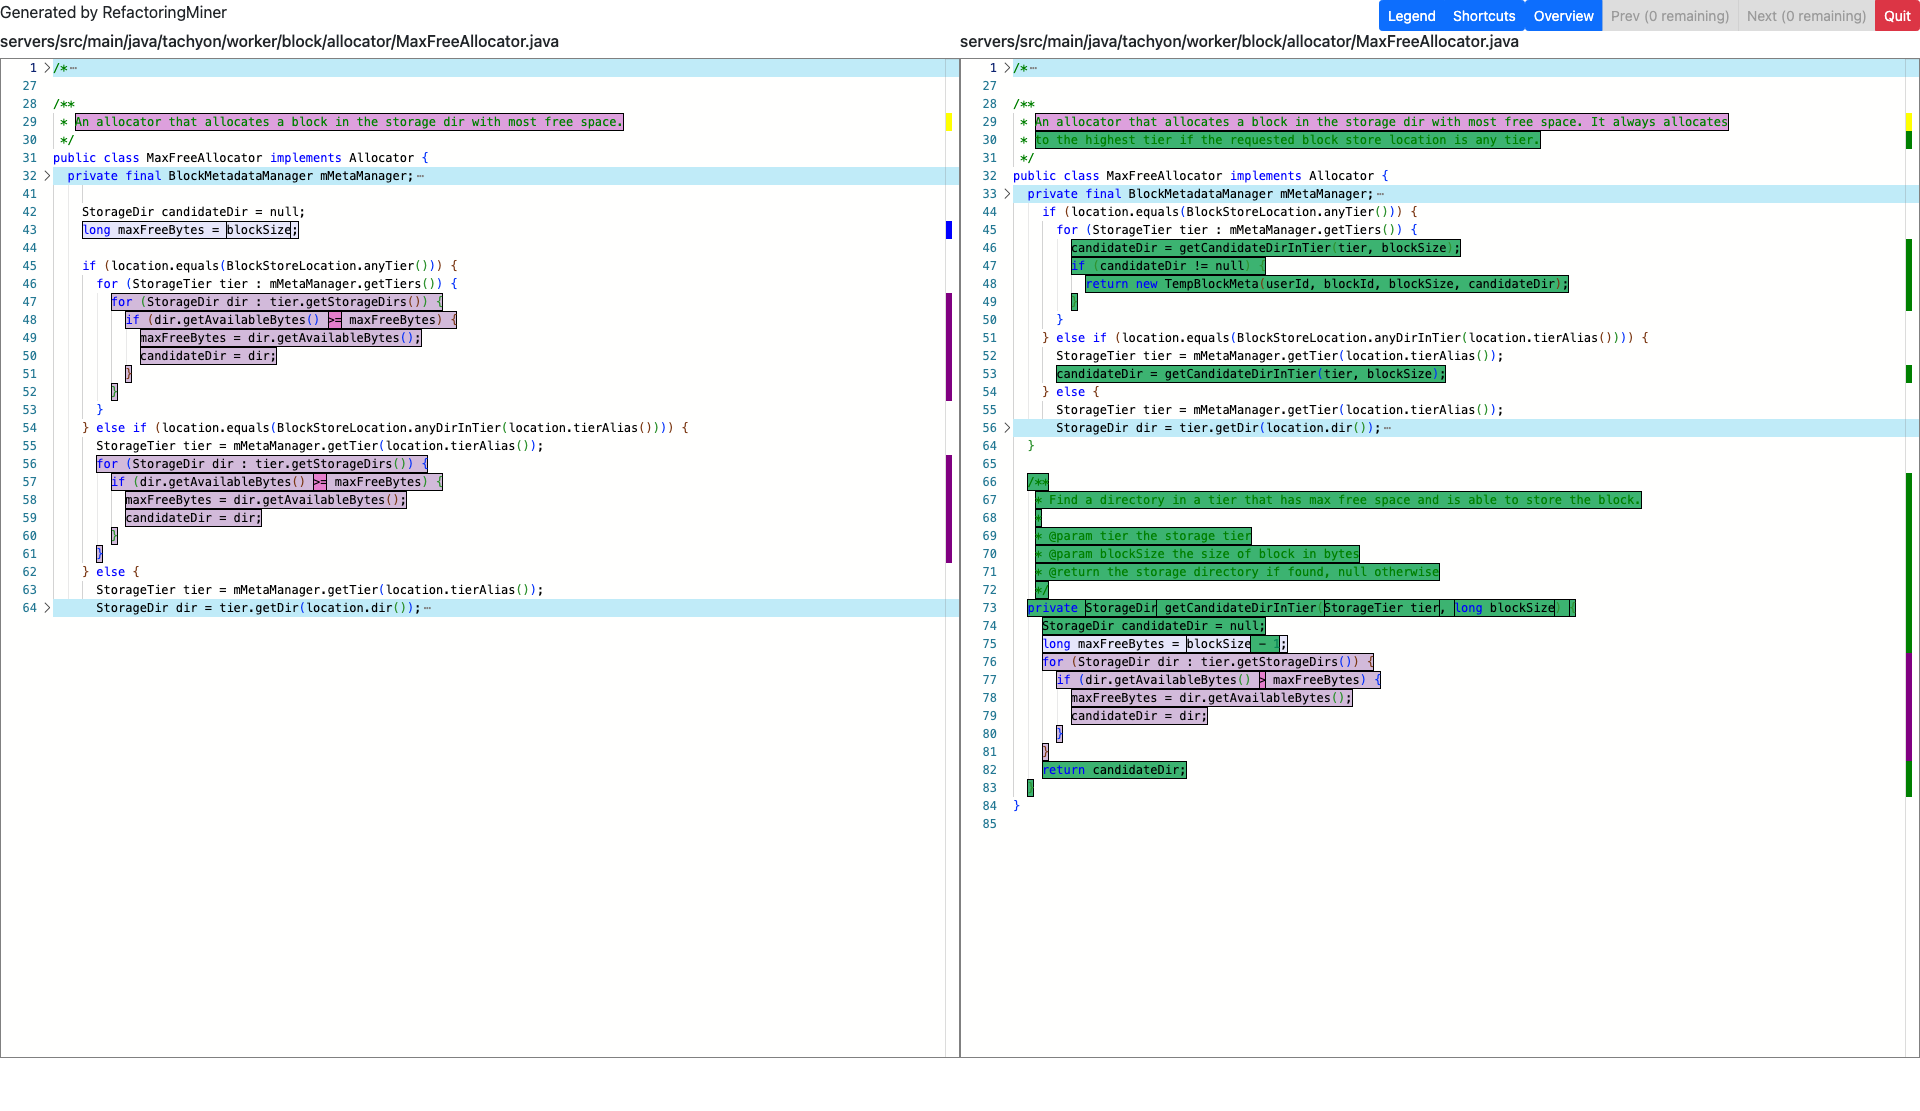 Generated by RefactoringMiner
Legend Shortcuts Overview Prev (0 remaining) Next (0 remaining) Quit
servers/src/main/java/tachyon/worker/block/allocator/MaxFreeAllocator.java
1 /*⋯
27
28 /**
29  * An allocator that allocates a block in the storage dir with most free space.
30  */
31 public class MaxFreeAllocator implements Allocator {
32   private final BlockMetadataManager mMetaManager;⋯
41
42     StorageDir candidateDir = null;
43     long maxFreeBytes = blockSize;
44
45     if (location.equals(BlockStoreLocation.anyTier())) {
46       for (StorageTier tier : mMetaManager.getTiers()) {
47         for (StorageDir dir : tier.getStorageDirs()) {
48           if (dir.getAvailableBytes() >= maxFreeBytes) {
49             maxFreeBytes = dir.getAvailableBytes();
50             candidateDir = dir;
51           }
52         }
53       }
54     } else if (location.equals(BlockStoreLocation.anyDirInTier(location.tierAlias()))) {
55       StorageTier tier = mMetaManager.getTier(location.tierAlias());
56       for (StorageDir dir : tier.getStorageDirs()) {
57         if (dir.getAvailableBytes() >= maxFreeBytes) {
58           maxFreeBytes = dir.getAvailableBytes();
59           candidateDir = dir;
60         }
61       }
62     } else {
63       StorageTier tier = mMetaManager.getTier(location.tierAlias());
64       StorageDir dir = tier.getDir(location.dir());⋯
servers/src/main/java/tachyon/worker/block/allocator/MaxFreeAllocator.java
1 /*⋯
27
28 /**
29  * An allocator that allocates a block in the storage dir with most free space. It always allocates
30  * to the highest tier if the requested block store location is any tier.
31  */
32 public class MaxFreeAllocator implements Allocator {
33   private final BlockMetadataManager mMetaManager;⋯
44     if (location.equals(BlockStoreLocation.anyTier())) {
45       for (StorageTier tier : mMetaManager.getTiers()) {
46         candidateDir = getCandidateDirInTier(tier, blockSize);
47         if (candidateDir != null) {
48           return new TempBlockMeta(userId, blockId, blockSize, candidateDir);
49         }
50       }
51     } else if (location.equals(BlockStoreLocation.anyDirInTier(location.tierAlias()))) {
52       StorageTier tier = mMetaManager.getTier(location.tierAlias());
53       candidateDir = getCandidateDirInTier(tier, blockSize);
54     } else {
55       StorageTier tier = mMetaManager.getTier(location.tierAlias());
56       StorageDir dir = tier.getDir(location.dir());⋯
64   }
65
66   /**
67    * Find a directory in a tier that has max free space and is able to store the block.
68    *
69    * @param tier the storage tier
70    * @param blockSize the size of block in bytes
71    * @return the storage directory if found, null otherwise
72    */
73   private StorageDir getCandidateDirInTier(StorageTier tier, long blockSize) {
74     StorageDir candidateDir = null;
75     long maxFreeBytes = blockSize - 1;
76     for (StorageDir dir : tier.getStorageDirs()) {
77       if (dir.getAvailableBytes() > maxFreeBytes) {
78         maxFreeBytes = dir.getAvailableBytes();
79         candidateDir = dir;
80       }
81     }
82     return candidateDir;
83   }
84 }
85